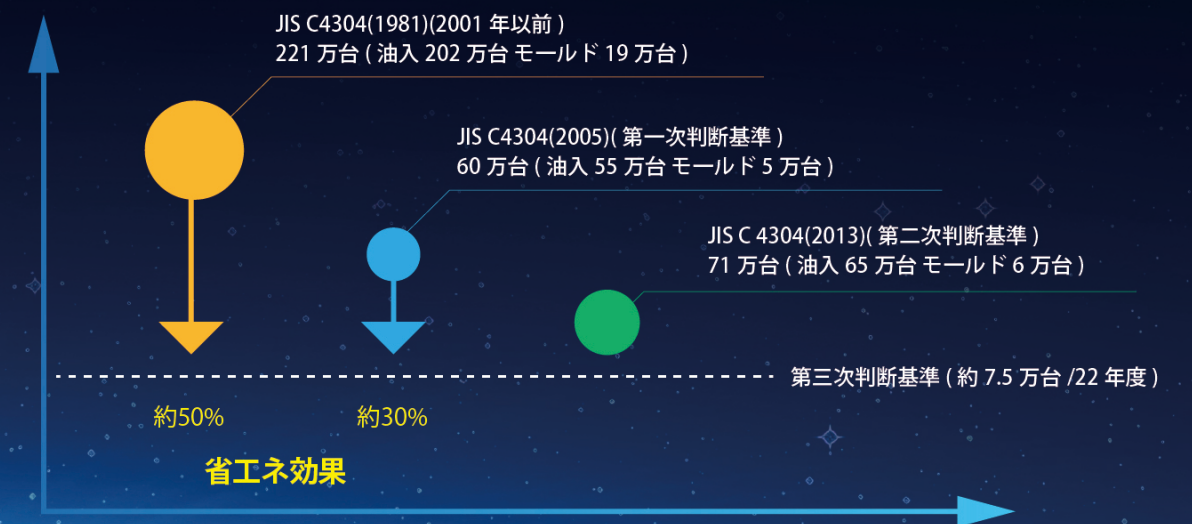 JIS C4304(1981)(2001 年以前 )
221 万台 ( 油入 202 万台 モールド 19 万台 )
JIS C4304(2005)( 第一次判断基準 )
60 万台 ( 油入 55 万台 モールド 5 万台 )
JIS C 4304(2013)( 第二次判断基準 )
71 万台 ( 油入 65 万台 モールド 6 万台 )
第三次判断基準 ( 約 7.5 万台 /22 年度 )
約50%
約30%
省エネ効果